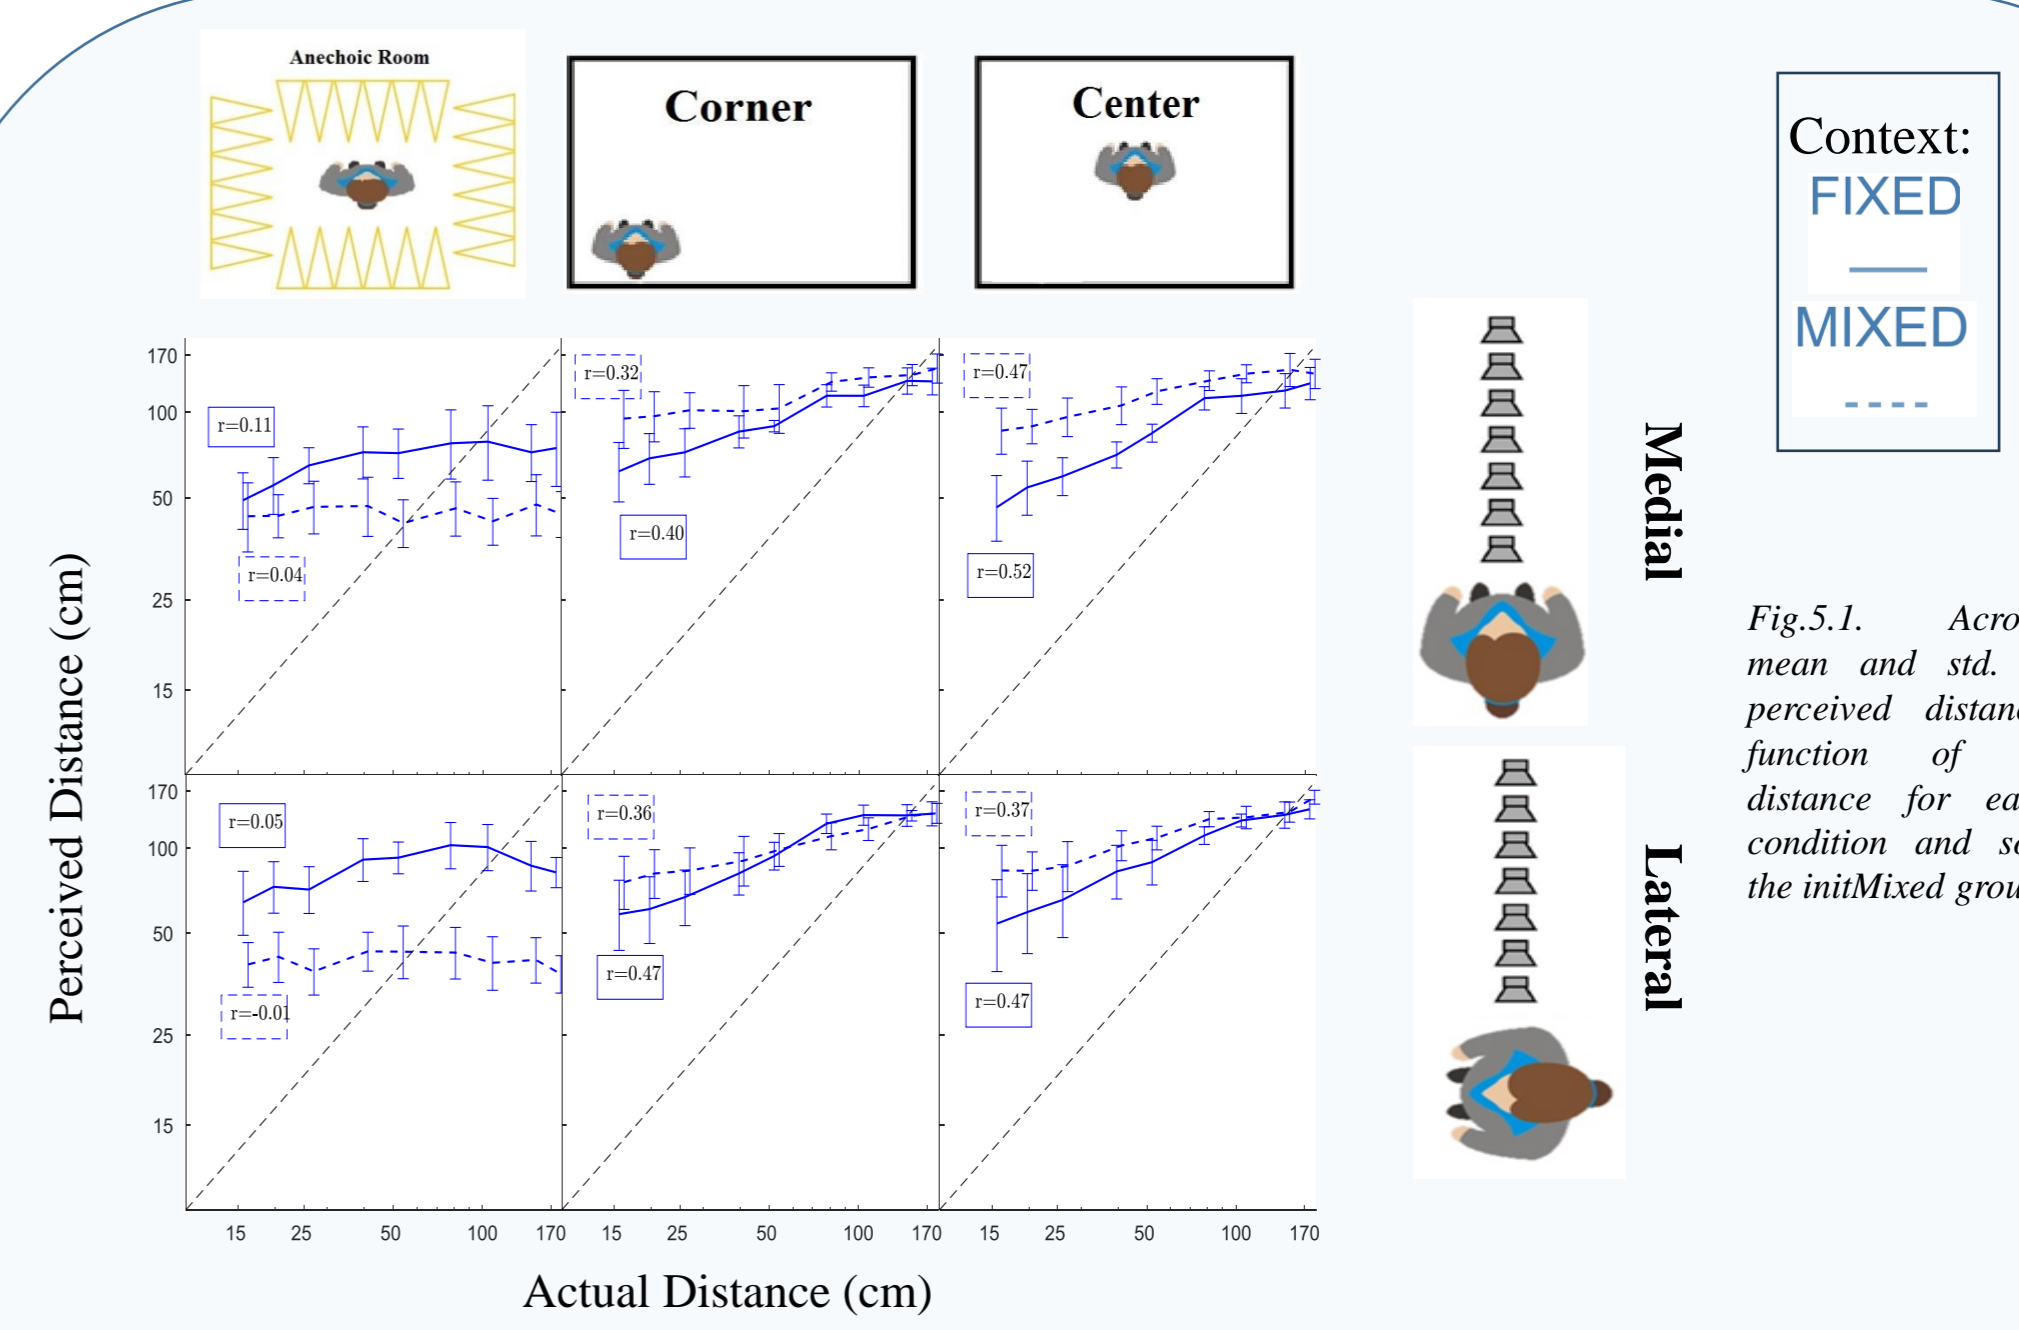 Anechoic Room
Corner
Center
Context:
FIXED
MIXED
170
100
50
25
15
r=0.11
r=0.04
r=0.32
r=0.40
r=0.47
r=0.52
Medial
170
100
50
25
15
r=0.05
r=-0.01
r=0.36
r=0.47
r=0.37
r=0.47
Lateral
15 25 50 100 170 15 25 50 100 170 15 25 50 100 170
Perceived Distance (cm)
Actual Distance (cm)
Fig.5.1.
mean and std.
perceived
function of
distance for
condition and
the initMixed